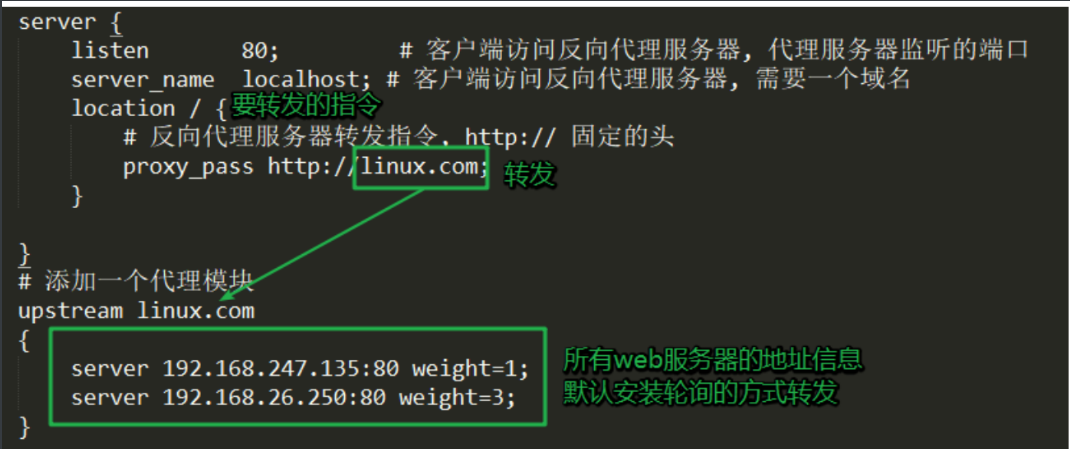 server {
listen 80; # 客户端访问反向代理服务器, 代理服务器监听的端口
server_name localhost; # 客户端访问反向代理服务器, 需要一个域名
location / { 要转发的指令
# 反向代理服务器转发指令, http:// 固定的头
proxy_pass http://linux.com; 转发
}
}
# 添加一个代理模块
upstream linux.com
{
server 192.168.247.135:80 weight=1; 所有web服务器的地址信息
server 192.168.26.250:80 weight=3; 默认安装轮询的方式转发
}